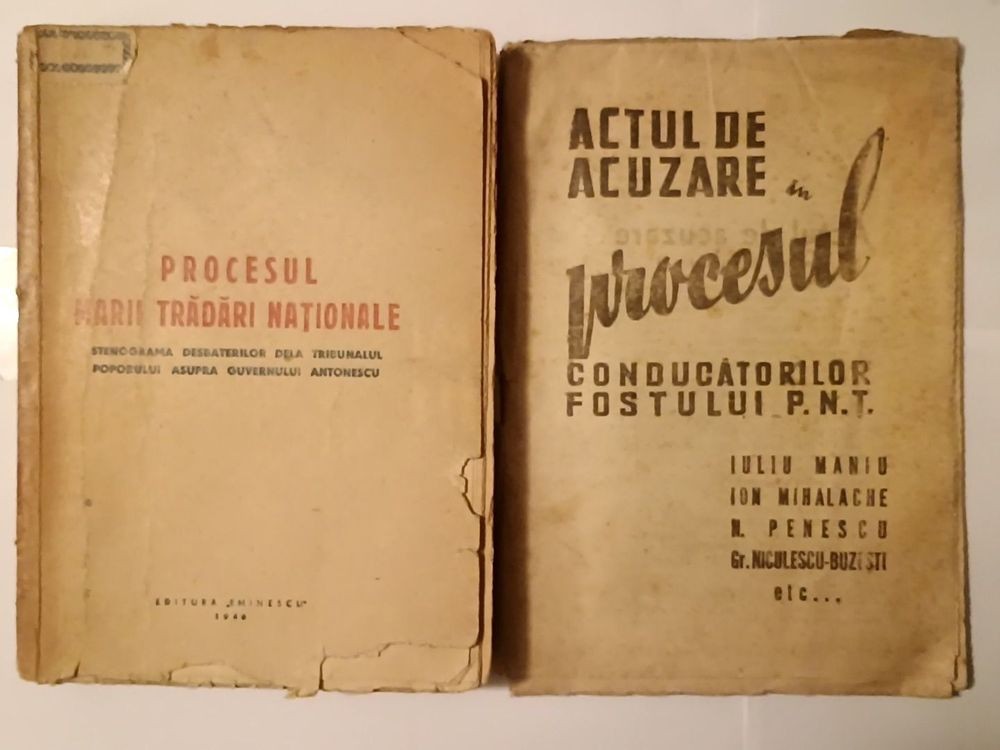 PROCESUL
MARII TRĂDĂRI NAȚIONALE
STENOGRAMA DESBATERILOR DELA TRIBUNALUL
POPORULUI ASUPRA GUVERNULUI ANTONESCU
EDITURA „EMINESCU"
1946
ACTUL DE
ACUZARE în
procesul
CONDUCĂTORILOR
FOSTULUI P.N.Ț.
IULIU MANIU
ION MIHALACHE
N. PENESCU
Gr. NICULESCU-BUZEȘTI
etc...